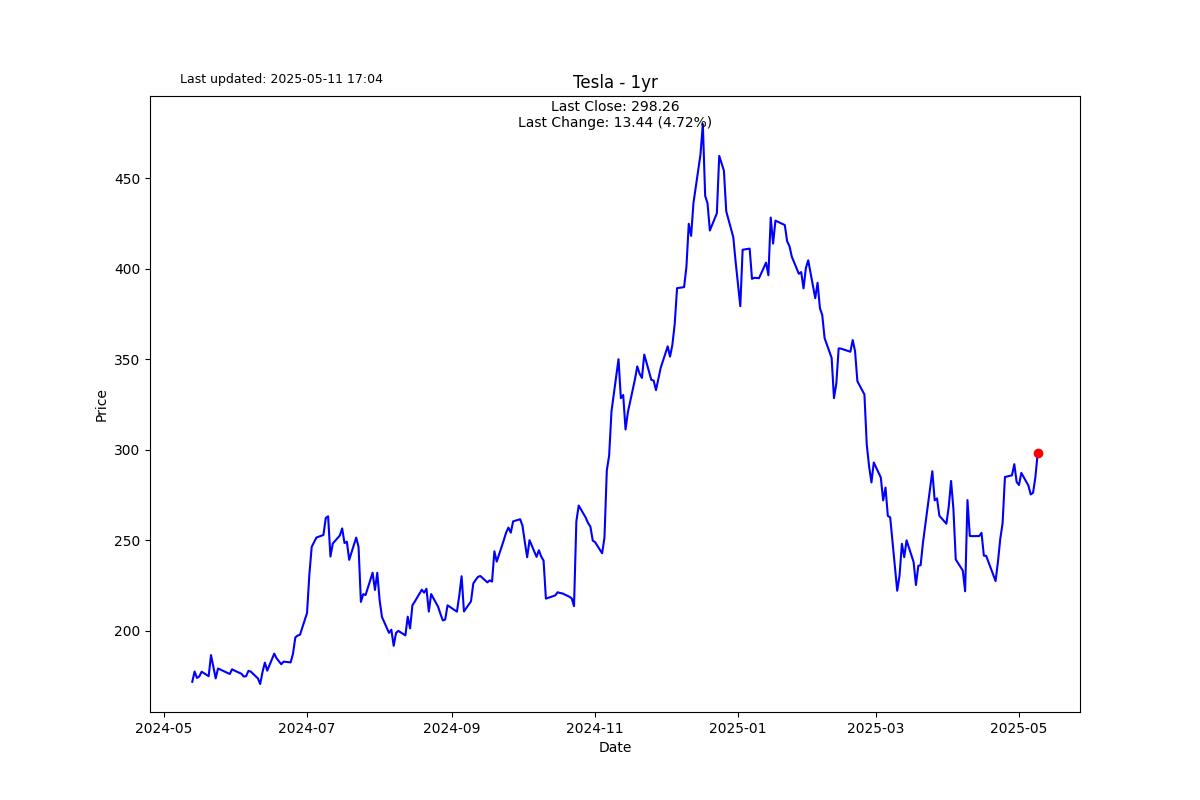 Last updated: 2025-05-11 17:04
Tesla - 1yr
Last Close: 298.26
Last Change: 13.44 (4.72%)
450
400
350
300
250
200
Price
2024-05
2024-07
2024-09
2024-11
2025-01
2025-03
2025-05
Date